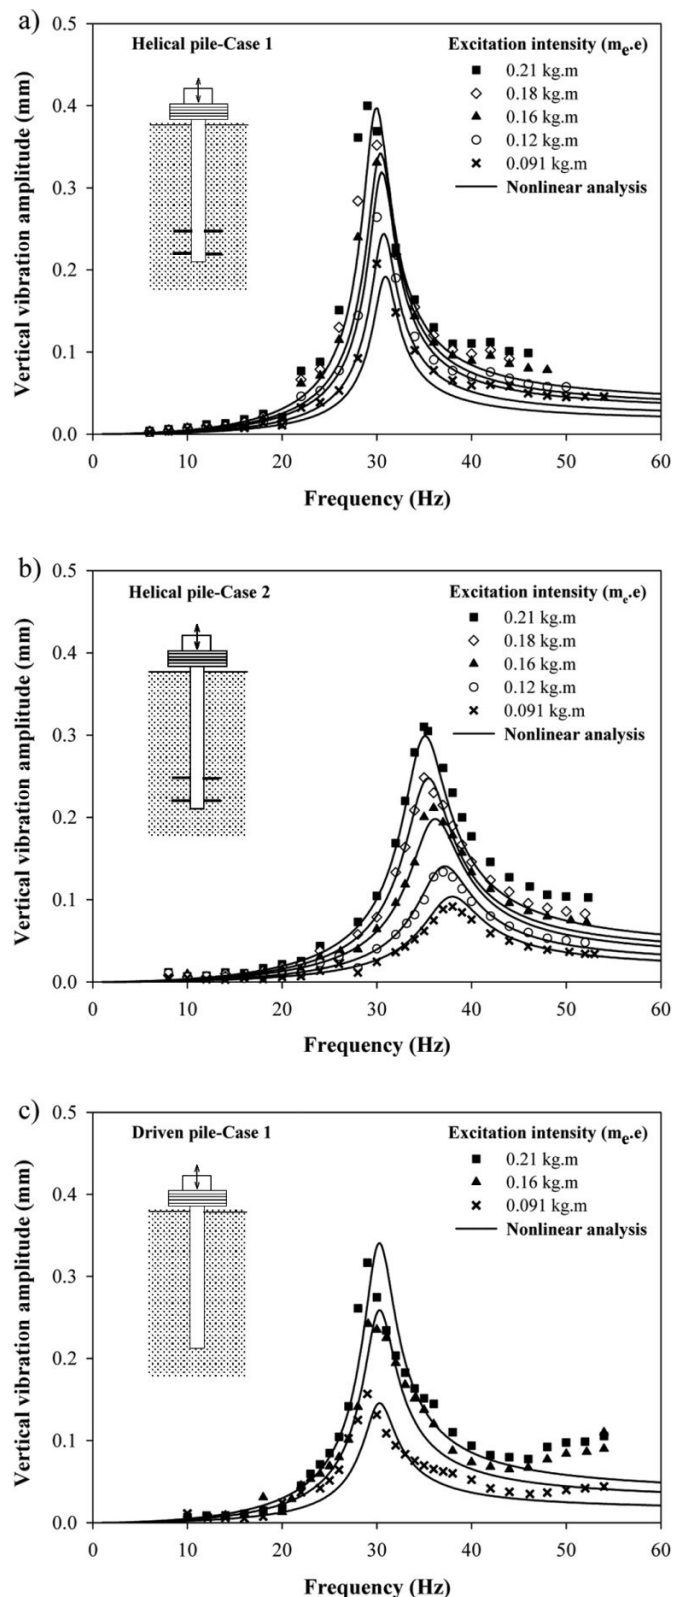 a)
Helical pile-Case 1
Excitation intensity (me.e)
0.21 kg.m
0.18 kg.m
0.16 kg.m
0.12 kg.m
0.091 kg.m
Nonlinear analysis
Vertical vibration amplitude (mm)
0.5
0.4
0.3
0.2
0.1
0.0
0 10 20 30 40 50 60
Frequency (Hz)
b)
Helical pile-Case 2
Excitation intensity (me.e)
0.21 kg.m
0.18 kg.m
0.16 kg.m
0.12 kg.m
0.091 kg.m
Nonlinear analysis
Vertical vibration amplitude (mm)
0.5
0.4
0.3
0.2
0.1
0.0
0 10 20 30 40 50 60
Frequency (Hz)
c)
Driven pile-Case 1
Excitation intensity (me.e)
0.21 kg.m
0.16 kg.m
0.091 kg.m
Nonlinear analysis
Vertical vibration amplitude (mm)
0.5
0.4
0.3
0.2
0.1
0.0
0 10 20 30 40 50 60
Frequency (Hz)